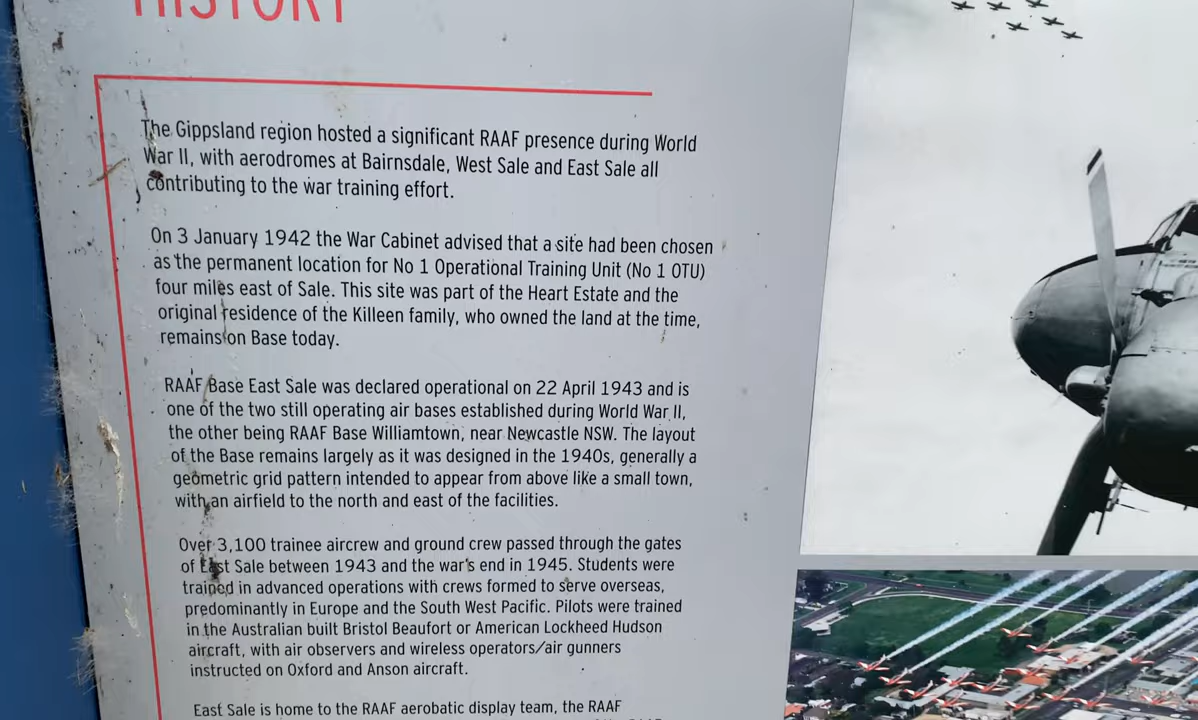 HISTORY
The Gippsland region hosted a significant RAAF presence during World
War II, with aerodromes at Bairnsdale, West Sale and East Sale all
contributing to the war training effort.
On 3 January 1942 the War Cabinet advised that a site had been chosen
as the permanent location for No 1 Operational Training Unit (No 1 OTU)
four miles east of Sale. This site was part of the Heart Estate and the
original residence of the Killeen family, who owned the land at the time,
remains on Base today.
RAAF Base East Sale was declared operational on 22 April 1943 and is
one of the two still operating air bases established during World War II,
the other being RAAF Base Williamtown, near Newcastle NSW. The layout
of the Base remains largely as it was designed in the 1940s, generally a
geometric grid pattern intended to appear from above like a small town,
with an airfield to the north and east of the facilities.
Over 3,100 trainee aircrew and ground crew passed through the gates
of East Sale between 1943 and the war's end in 1945. Students were
trained in advanced operations with crews formed to serve overseas,
predominantly in Europe and the South West Pacific. Pilots were trained
in the Australian built Bristol Beaufort or American Lockheed Hudson
aircraft, with air observers and wireless operators/air gunners
instructed on Oxford and Anson aircraft.
East Sale is home to the RAAF aerobatic display team, the RAAF